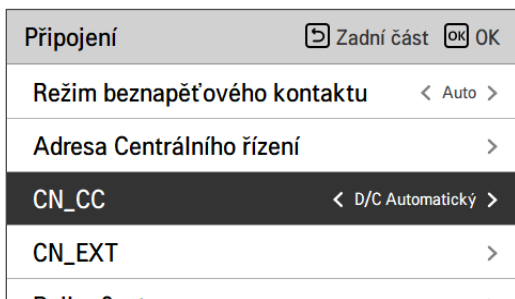 Připojení Zadní část OK OK
Režim beznapěťového kontaktu < Auto >
Adresa Centrálního řízení >
CN_CC < D/C Automatický >
CN_EXT >